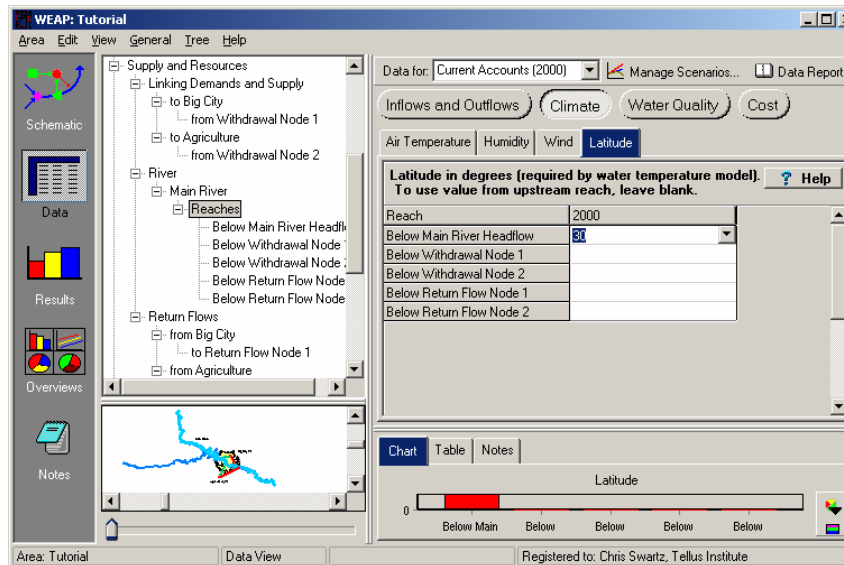 WEAP: Tutorial
Area Edit View General Tree Help
Schematic
Data
Results
Overviews
Notes
Supply and Resources
Linking Demands and Supply
to Big City
from Withdrawal Node 1
to Agriculture
from Withdrawal Node 2
River
Main River
Reaches
Below Main River Headfl
Below Withdrawal Node
Below Withdrawal Node
Below Return Flow Node
Below Return Flow Node
Return Flows
from Big City
to Return Flow Node 1
from Agriculture
Data for: Current Accounts (2000) Manage Scenarios... Data Report
Inflows and Outflows Climate Water Quality Cost
Air Temperature Humidity Wind Latitude
Latitude in degrees (required by water temperature model).
To use value from upstream reach, leave blank.
? Help
Reach 2000
Below Main River Headflow 30
Below Withdrawal Node 1
Below Withdrawal Node 2
Below Return Flow Node 1
Below Return Flow Node 2
Chart Table Notes
Latitude
0
Below Main Below Below Below Below
Area: Tutorial Data View Registered to: Chris Swartz, Tellus Institute